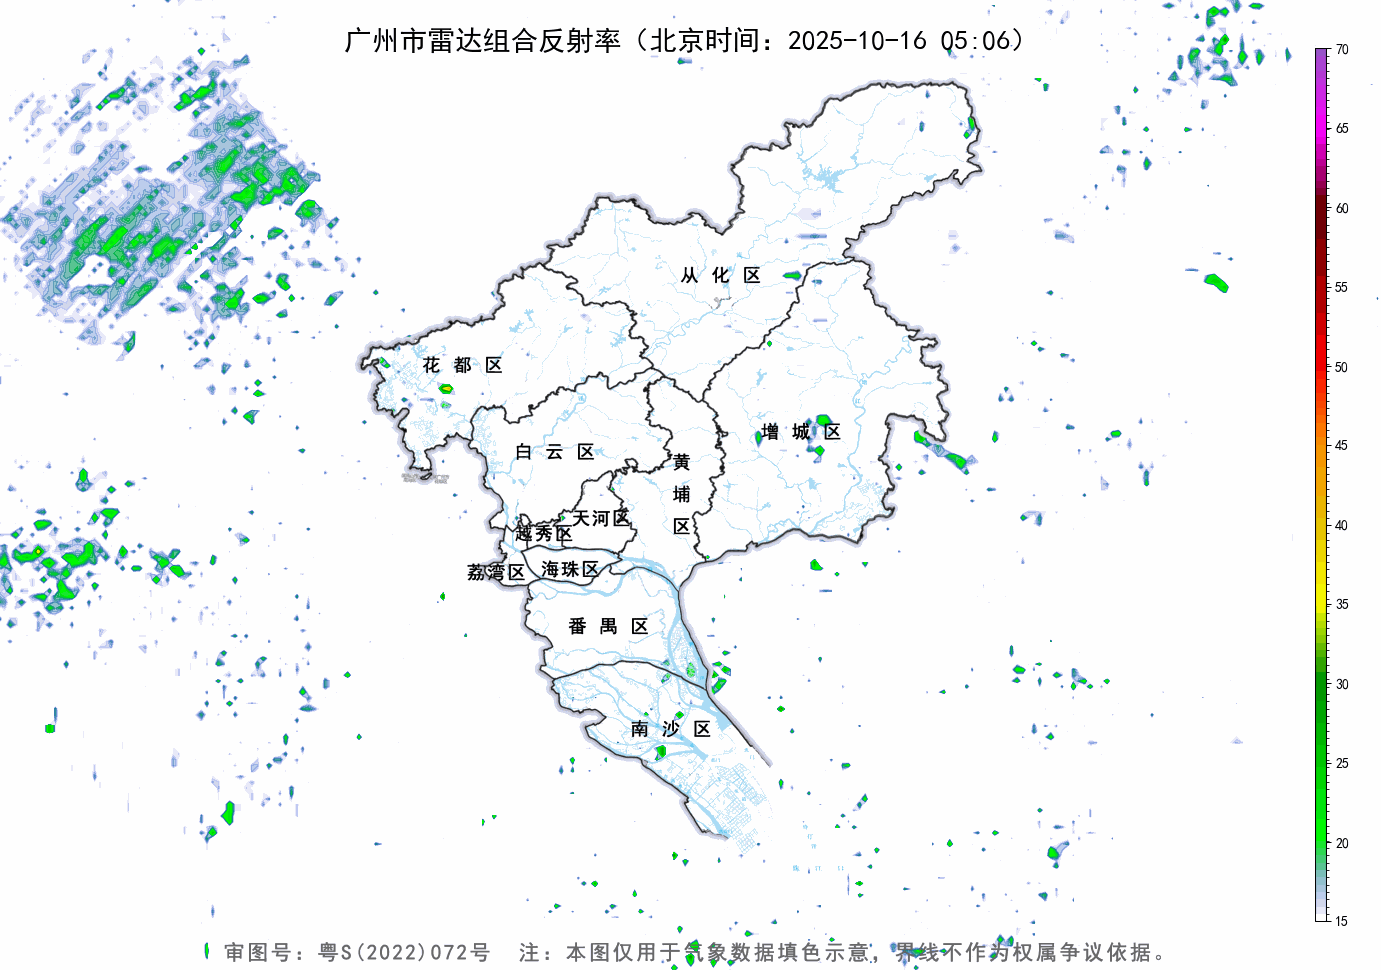 广州市雷达组合反射率（北京时间：2025-10-16 05:06）
70
65
60
55
50
45
40
35
30
25
20
15
从化区
花都区
增城区
白云区
黄埔区
天河区
越秀区
海珠区
荔湾区
番禺区
南沙区
审图号：粤S(2022)072号 注：本图仅用于气象数据填色示意，界线不作为权属争议依据。